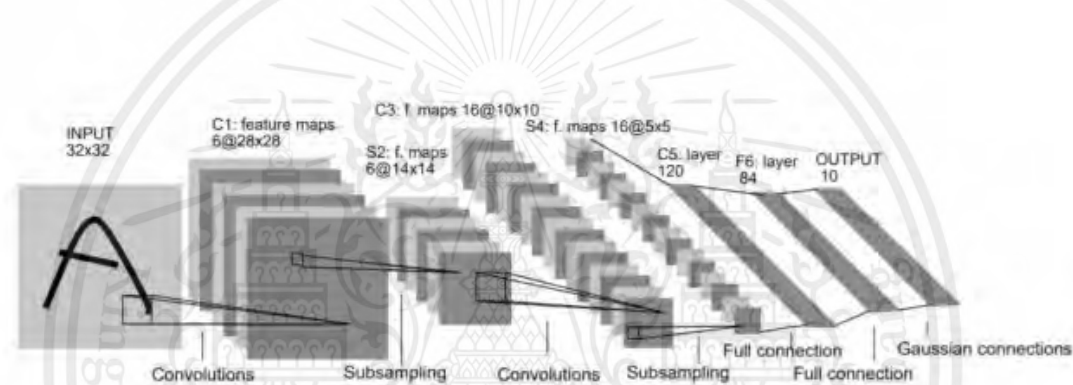 INPUT
32x32
C1: feature maps
6@28x28
S2: f. maps
6@14x14
C3: f. maps 16@10x10
S4: f. maps 16@5x5
C5: layer
120
F6: layer
84
OUTPUT
10
Convolutions
Subsampling
Convolutions
Subsampling
Full connection
Full connection
Gaussian connections